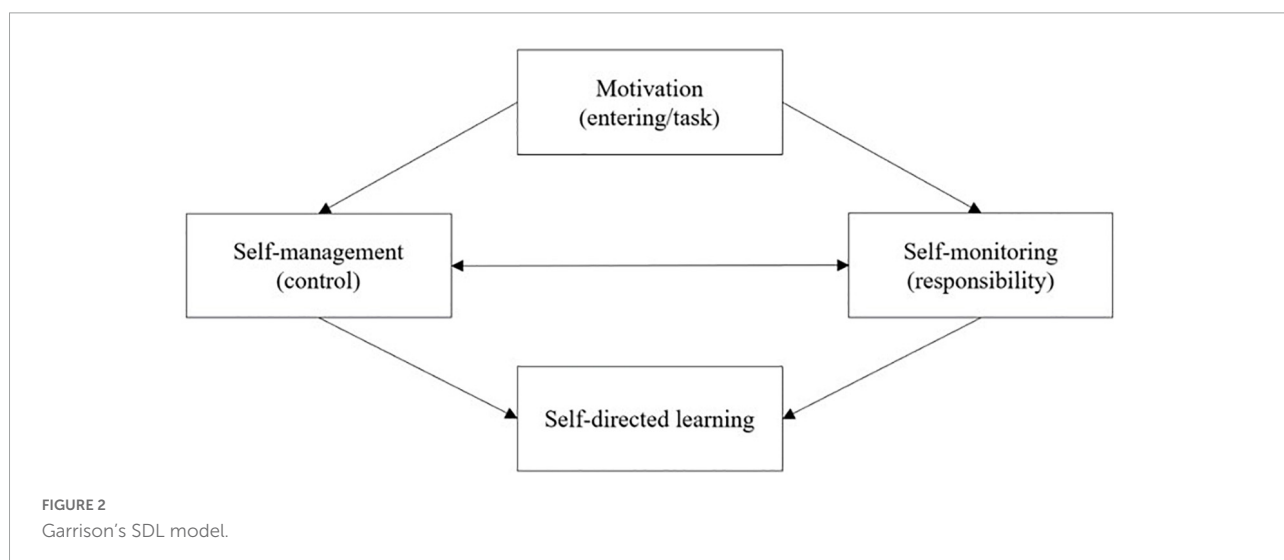 Motivation
(entering/task)
Self-management
(control)
Self-monitoring
(responsibility)
Self-directed learning
FIGURE 2
Garrison's SDL model.